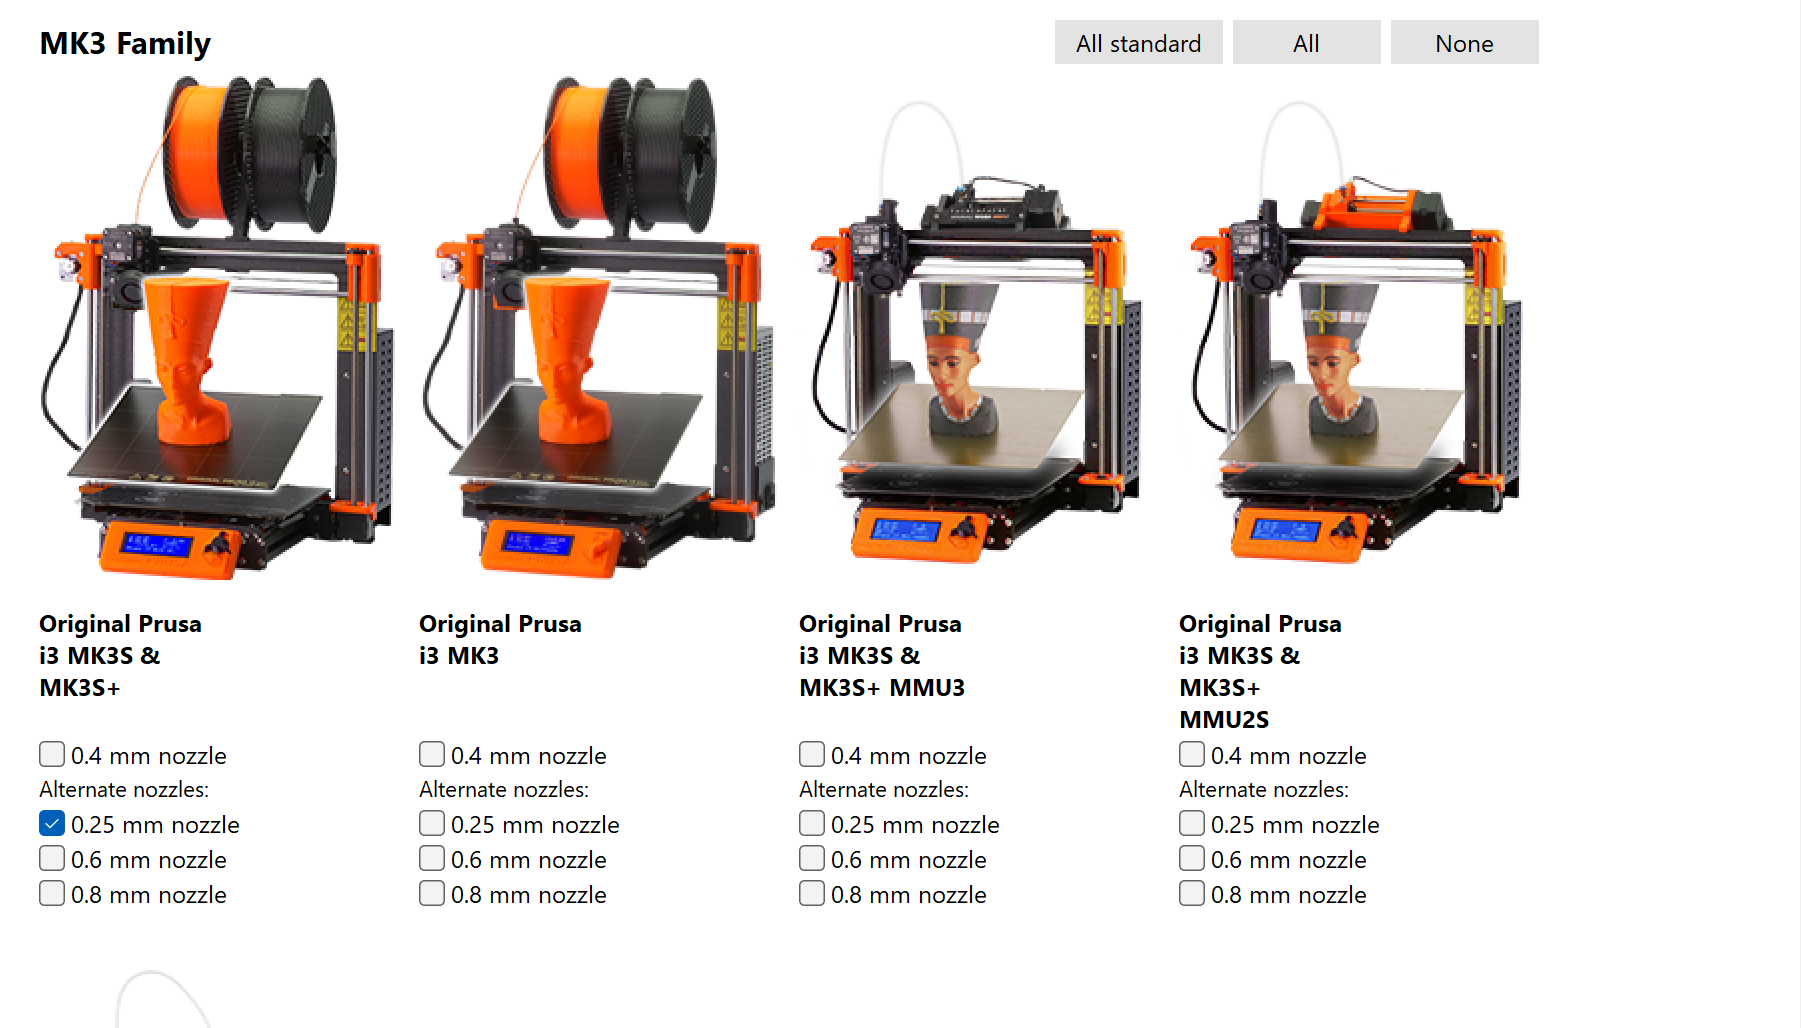 MK3 Family
All standard
All
None
Original Prusa
i3 MK3S &
MK3S+
0.4 mm nozzle
Alternate nozzles:
0.25 mm nozzle
0.6 mm nozzle
0.8 mm nozzle
Original Prusa
i3 MK3
0.4 mm nozzle
Alternate nozzles:
0.25 mm nozzle
0.6 mm nozzle
0.8 mm nozzle
Original Prusa
i3 MK3S &
MK3S+ MMU3
0.4 mm nozzle
Alternate nozzles:
0.25 mm nozzle
0.6 mm nozzle
0.8 mm nozzle
Original Prusa
i3 MK3S &
MK3S+
MMU2S
0.4 mm nozzle
Alternate nozzles:
0.25 mm nozzle
0.6 mm nozzle
0.8 mm nozzle